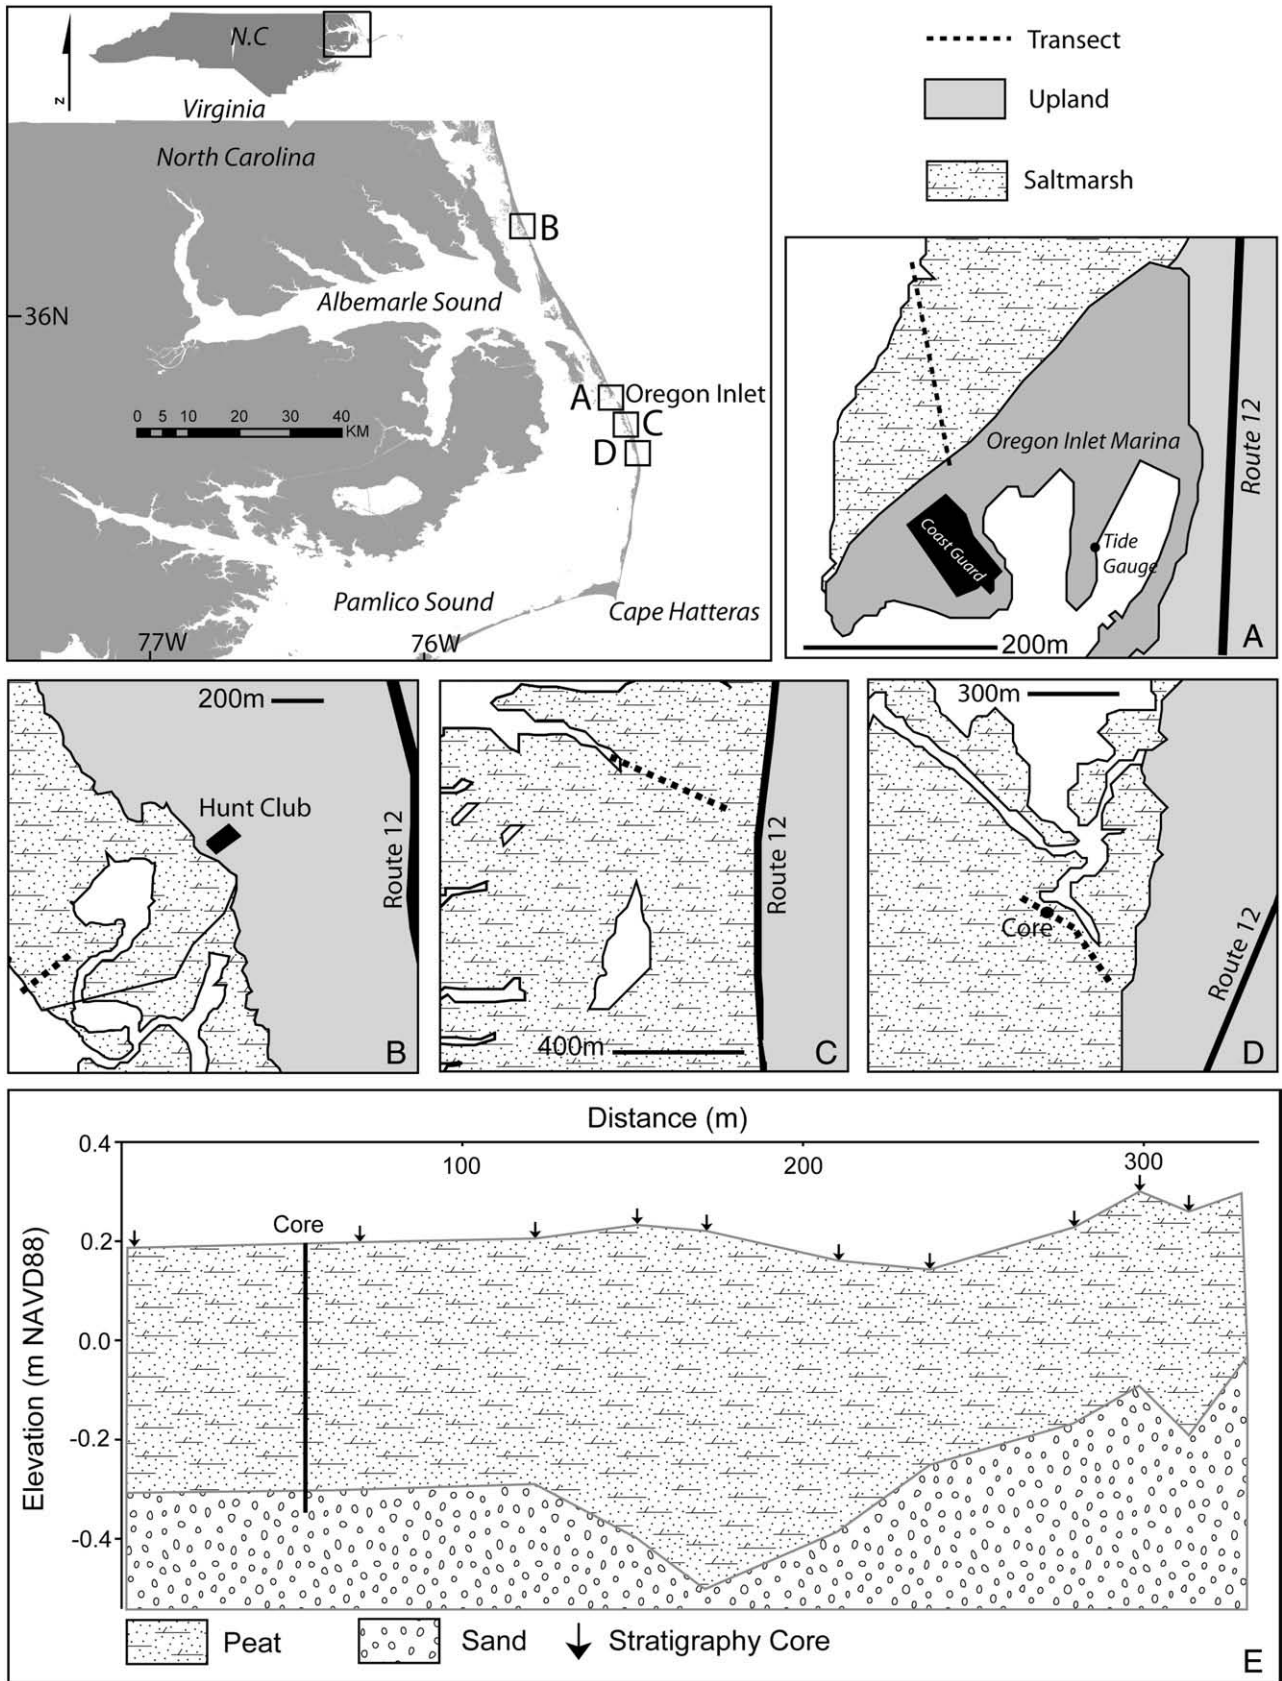 N.C
z
Virginia
North Carolina
B
36N
Albemarle Sound
A
Oregon Inlet
C
D
0 5 10 20 30 40
KM
Pamlico Sound
Cape Hatteras
77W
76W
Transect
Upland
Saltmarsh
Oregon Inlet Marina
Route 12
Coast Guard
Tide
Gauge
200m
A
200m
Hunt Club
Route 12
B
Route 12
400m
C
300m
Core
Route 12
D
Distance (m)
0.4
100
200
300
Core
0.2
0.0
-0.2
-0.4
Elevation (m NAVD88)
Peat
Sand
Stratigraphy Core
E